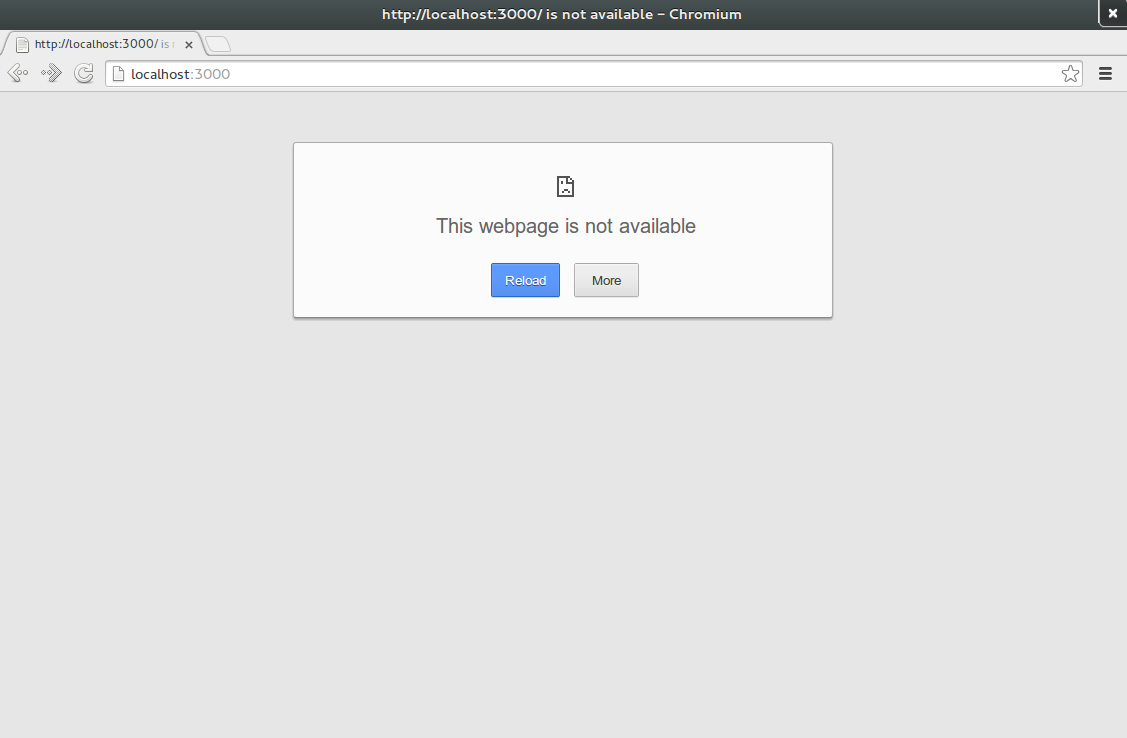 http://localhost:3000/ is not available - Chromium
http://localhost:3000/ is
localhost:3000
This webpage is not available
Reload More